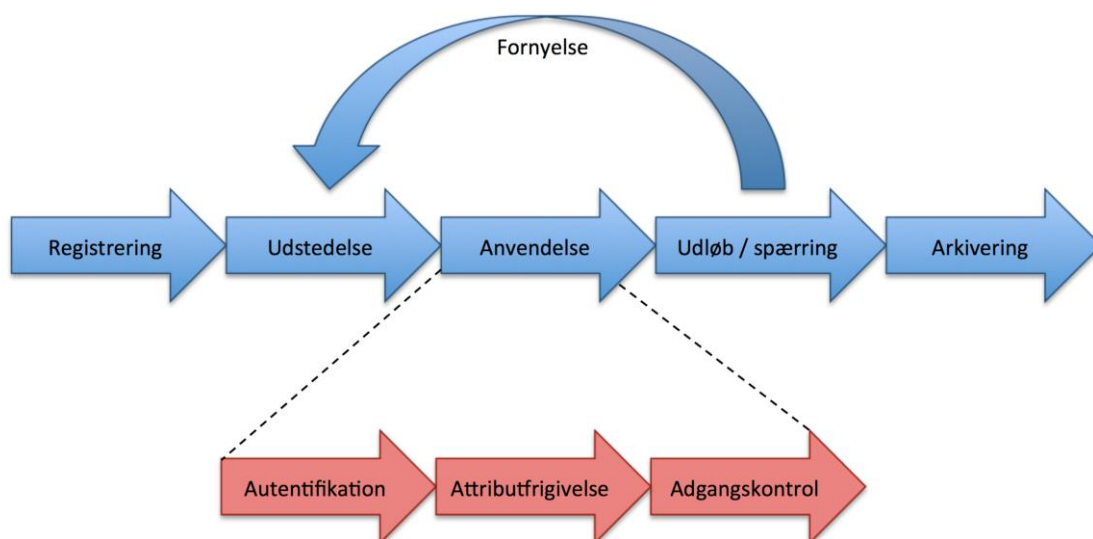 Fornyelse
Registrering
Udstedelse
Anvendelse
Udløb / spærring
Arkivering
Autentifikation
Attributfrigivelse
Adgangskontrol